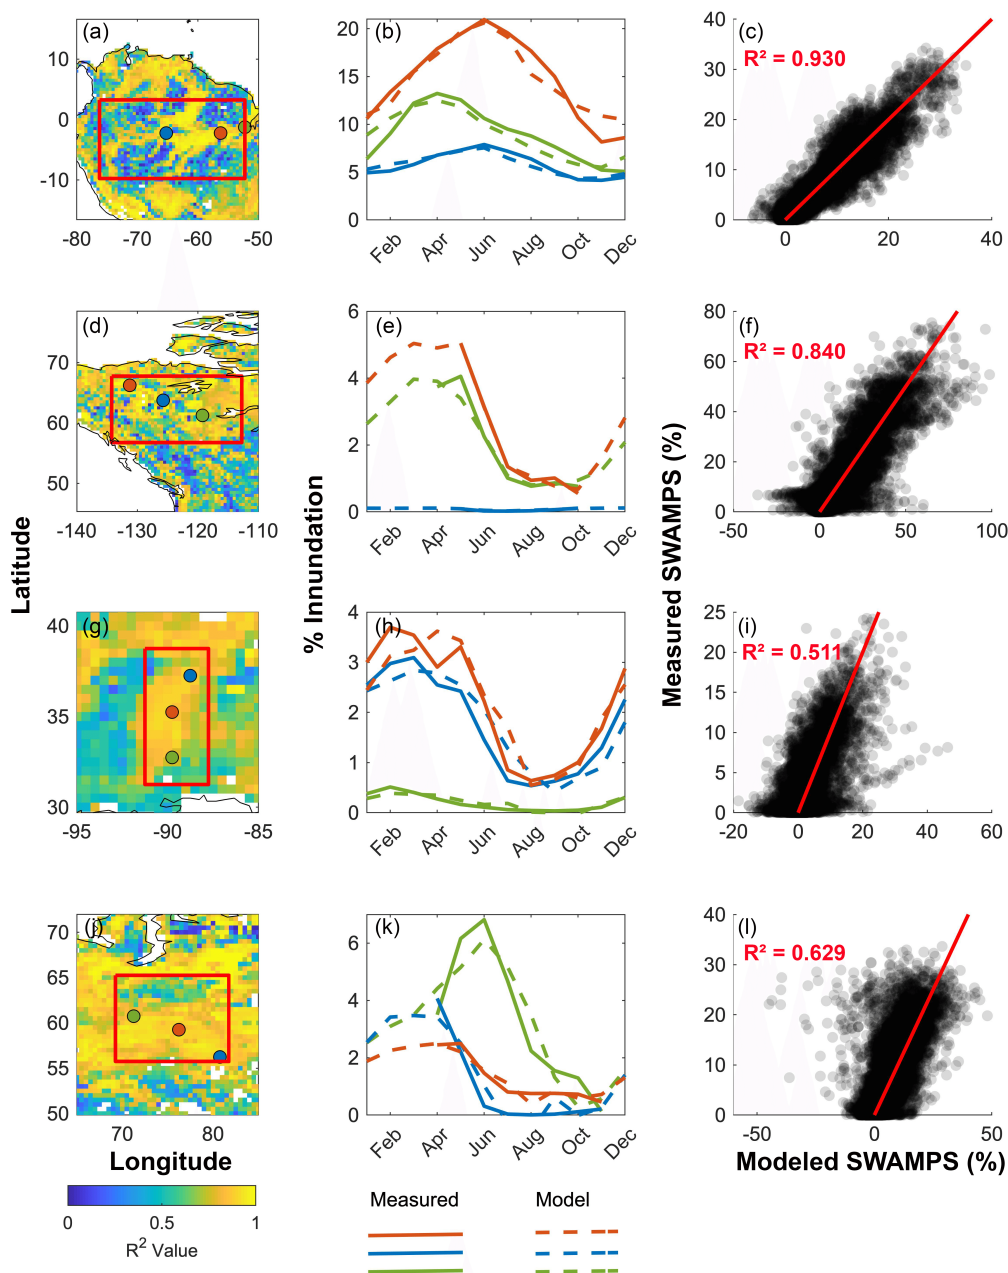 (a)
10
0
-10
-80
-70
-60
-50
(b)
20
15
10
5
0
Feb
Apr
Jun
Aug
Oct
Dec
(c)
R² = 0.930
40
30
20
10
0
0
20
40
(d)
70
60
50
-140
-130
-120
-110
(e)
6
4
2
0
Feb
Apr
Jun
Aug
Oct
Dec
(f)
R² = 0.840
80
60
40
20
0
-50
0
50
100
Latitude
% Innundation
Measured SWAMPS (%)
(g)
40
35
30
-95
-90
-85
(h)
4
3
2
1
0
Feb
Apr
Jun
Aug
Oct
Dec
(i)
R² = 0.511
25
20
15
10
5
0
-20
0
20
40
60
(j)
70
65
60
55
50
70
80
(k)
6
4
2
0
Feb
Apr
Jun
Aug
Oct
Dec
(l)
R² = 0.629
40
30
20
10
0
-50
0
50
Longitude
Modeled SWAMPS (%)
0
0.5
1
R² Value
Measured
Model